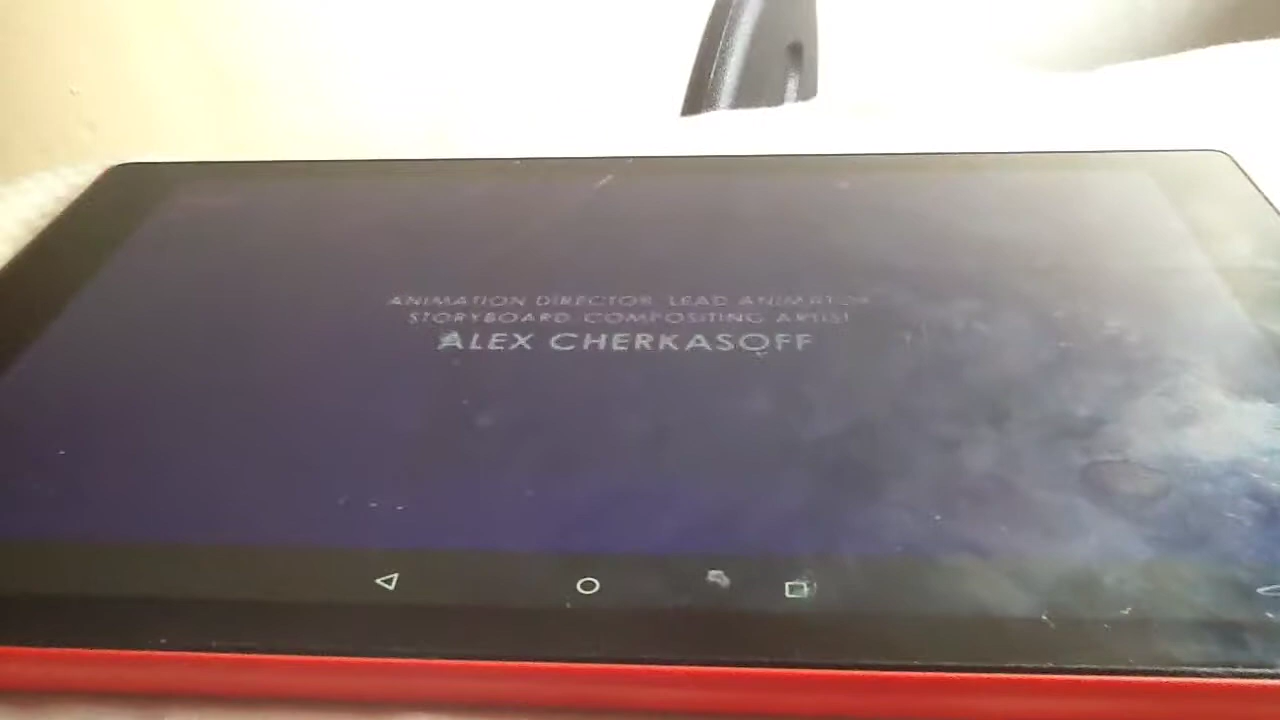 ANIMATION DIRECTOR LEAD ANIMATOR
STORYBOARD COMPOSITING ARTIST
ALEX CHERKASOFF